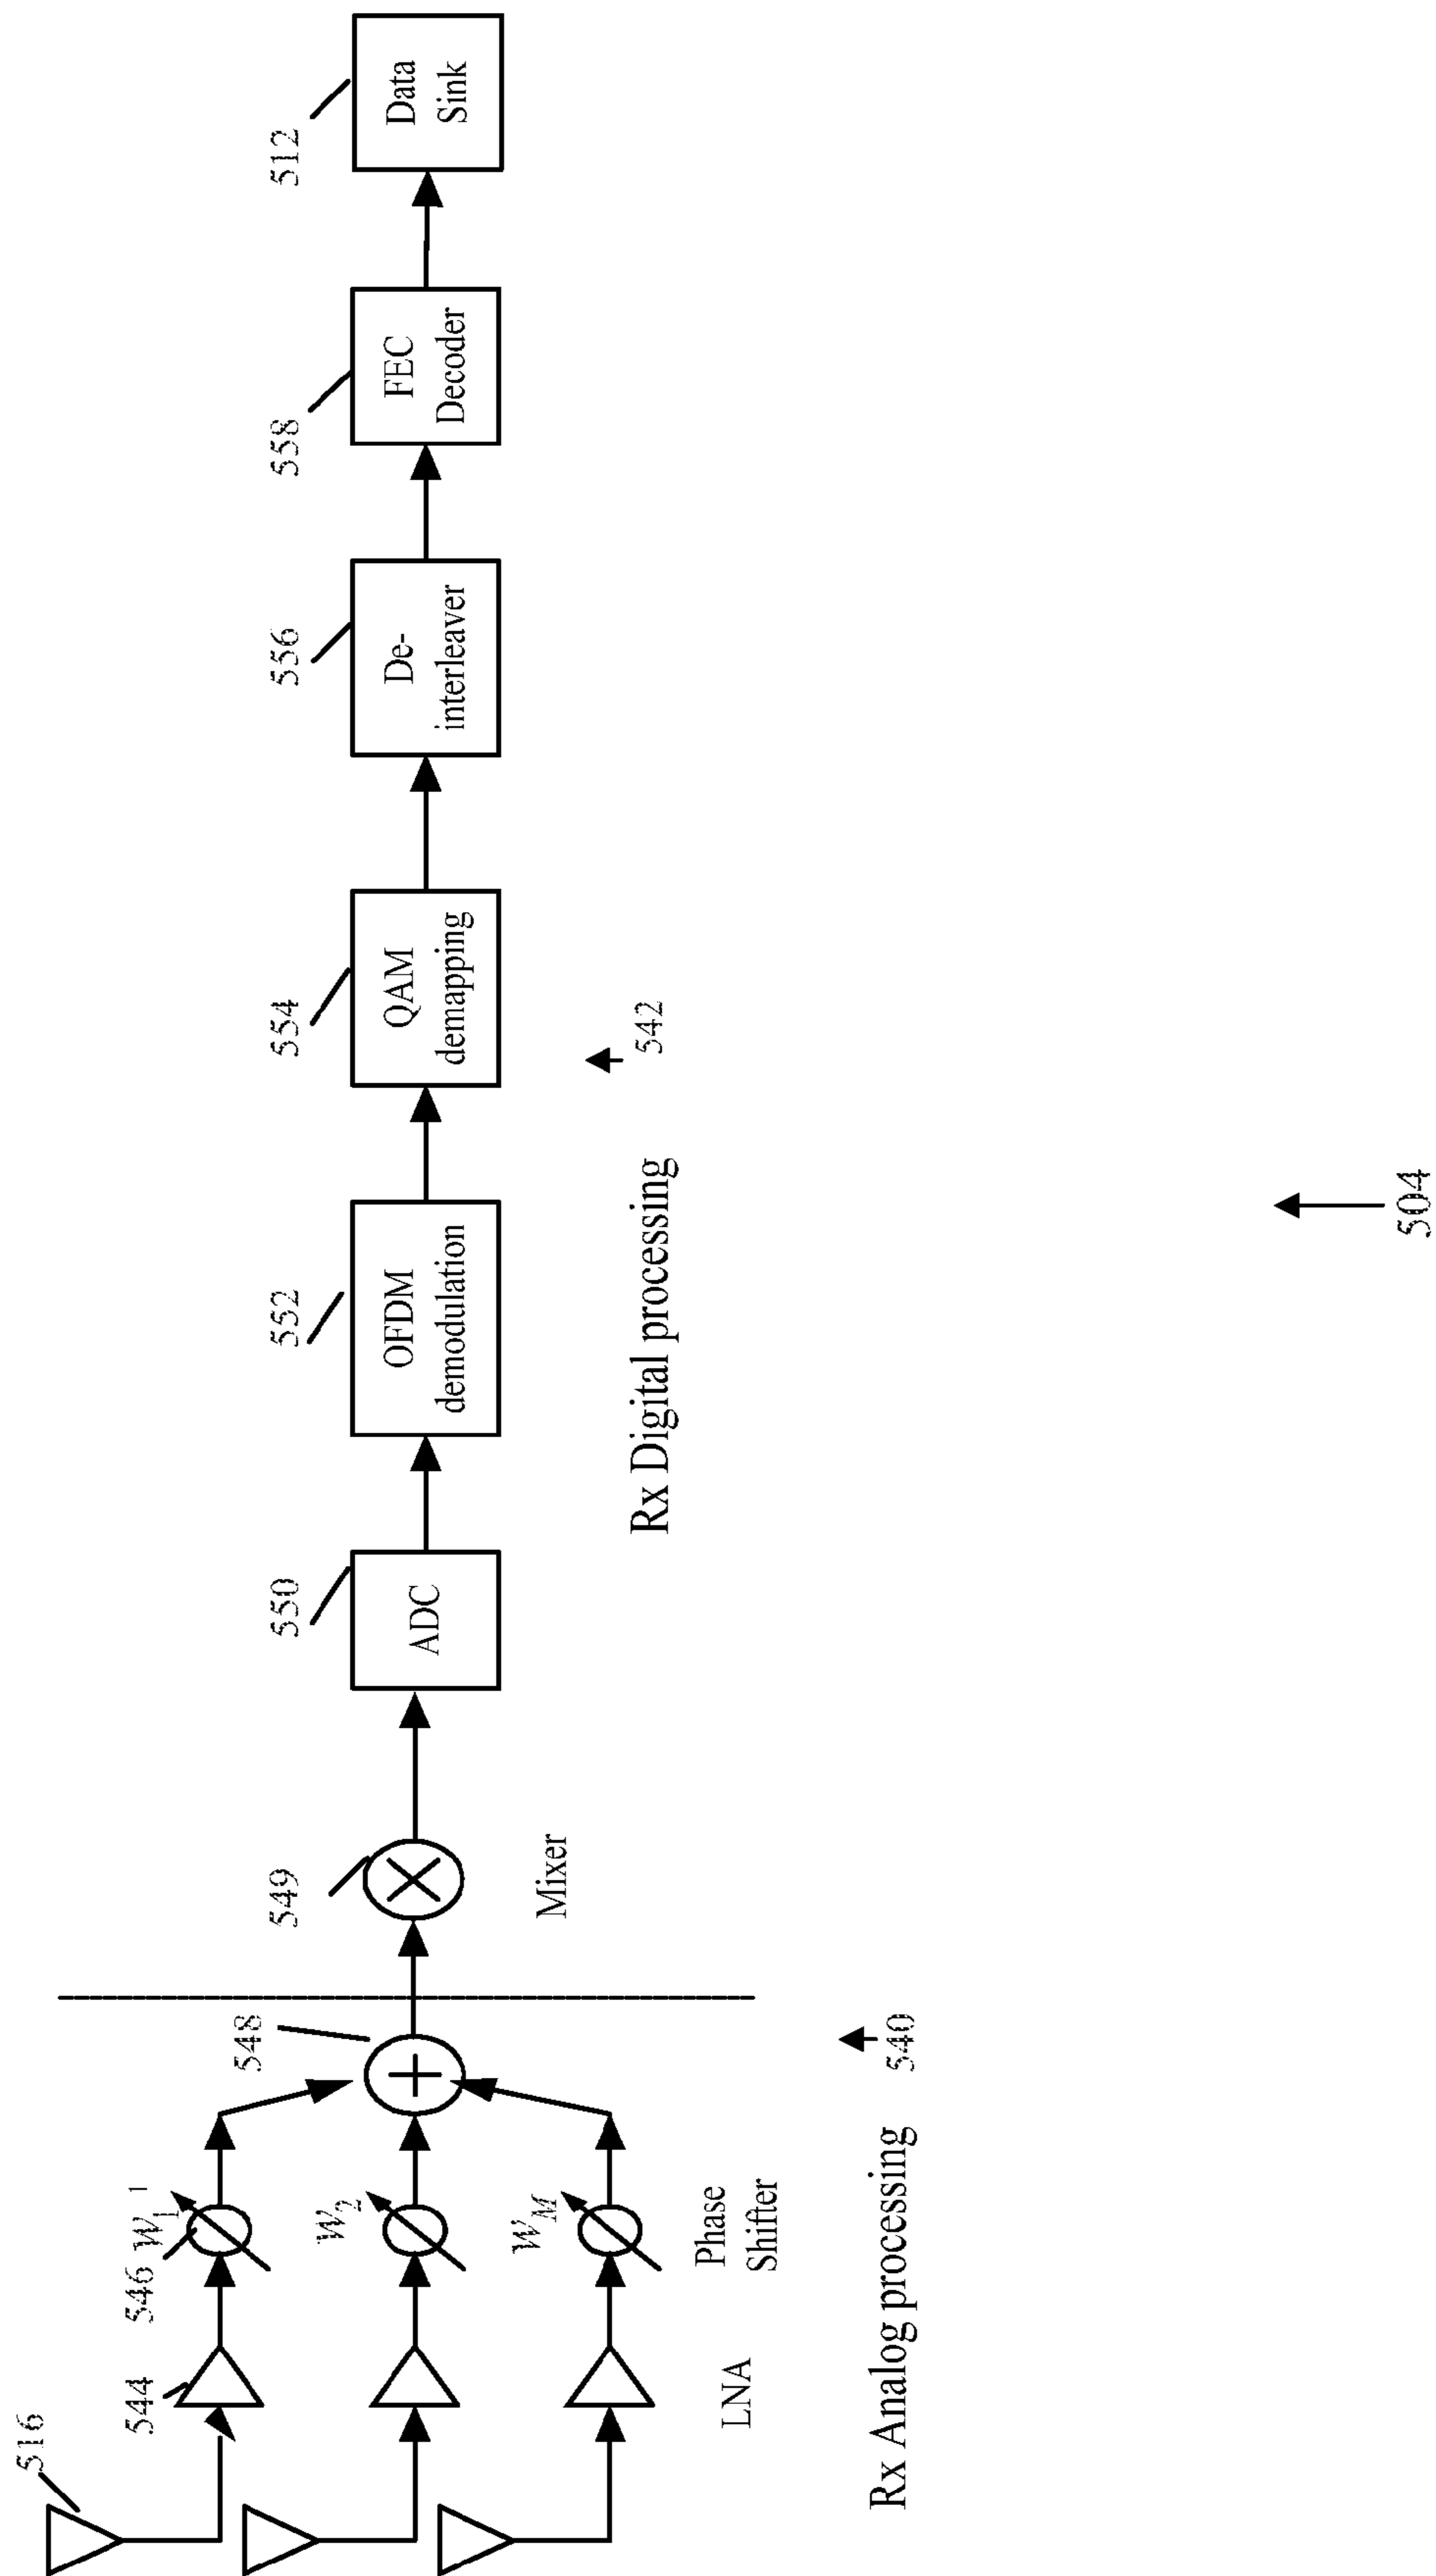 516
544
546
W1
1
W2
WM
LNA
Phase
Shifter
Rx Analog processing
540
548
549
Mixer
550
ADC
552
OFDM
demodulation
Rx Digital processing
542
554
QAM
demapping
556
De-
interleaver
558
FEC
Decoder
512
Data
Sink
504